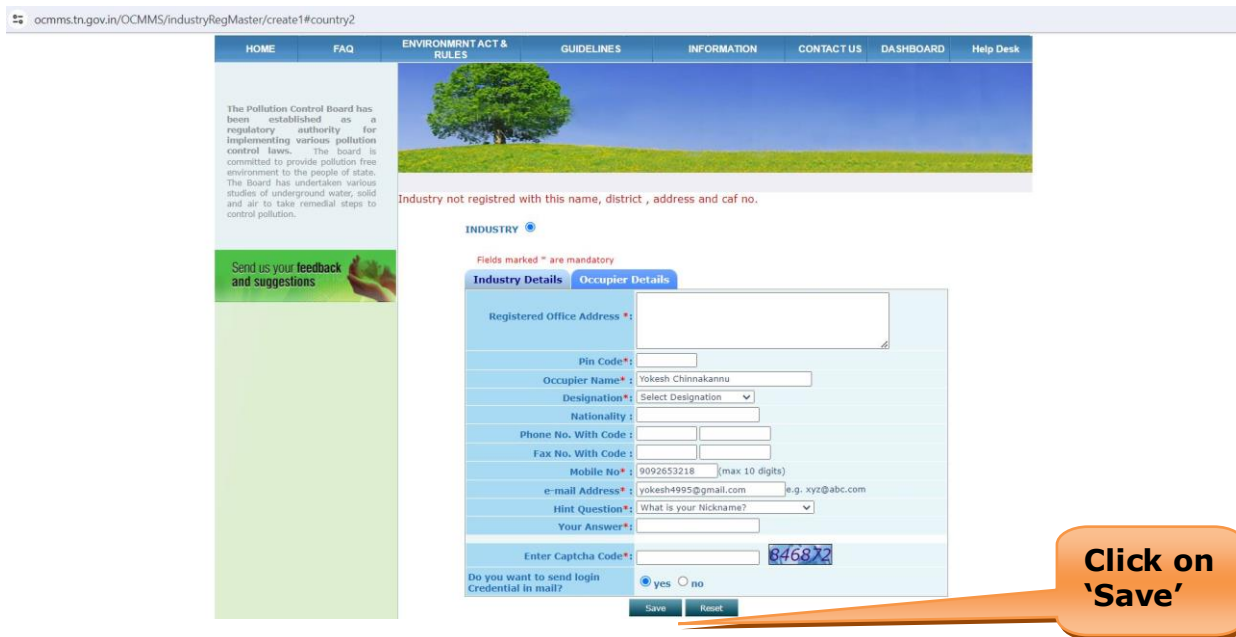 ocmms.tn.gov.in/OCMMS/industryRegMaster/create1#country2
HOME FAQ ENVIRONMRNT ACT & RULES GUIDELINES INFORMATION CONTACT US DASHBOARD Help Desk
The Pollution Control Board has
been established as a
regulatory authority for
implementing various pollution
control laws. The board is
committed to provide pollution free
environment to the people of state.
The Board has undertaken various
studies of underground water, solid
and air to take remedial steps to
control pollution.
Send us your feedback
and suggestions
Industry not registred with this name, district , address and caf no.
INDUSTRY
Fields marked * are mandatory
Industry Details Occupier Details
Registered Office Address *:
Pin Code*:
Occupier Name* : Yokesh Chinnakannu
Designation*: Select Designation
Nationality :
Phone No. With Code :
Fax No. With Code :
Mobile No* : 9092653218 (max 10 digits)
e-mail Address* : yokesh4995@gmail.com e.g. xyz@abc.com
Hint Question*: What is your Nickname?
Your Answer*:
Enter Captcha Code*: 846872
Do you want to send login
Credential in mail? yes no
Save Reset
Click on
‘Save’